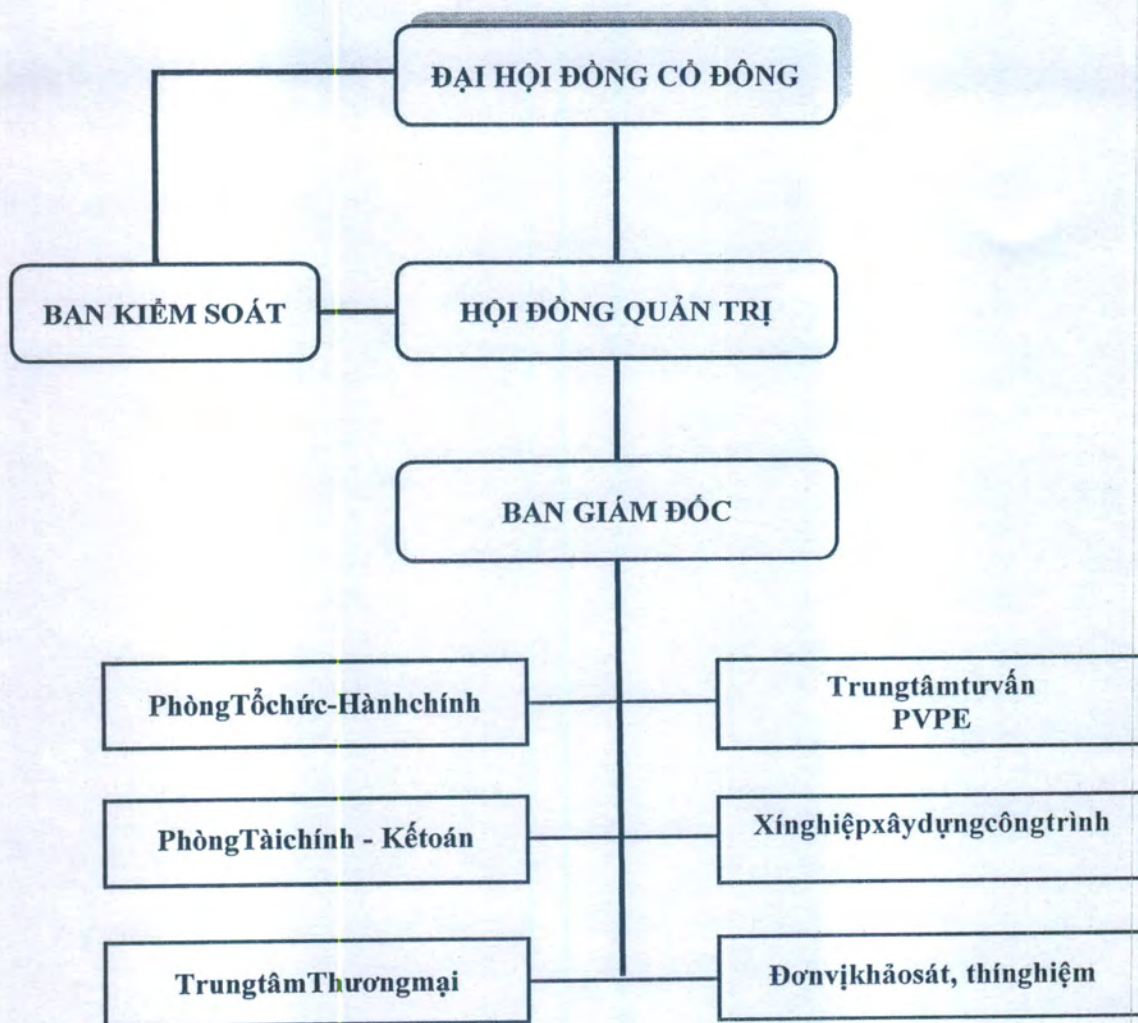 ĐẠI HỘI ĐỒNG CỔ ĐÔNG
BAN KIỂM SOÁT
HỘI ĐỒNG QUẢN TRỊ
BAN GIÁM ĐỐC
PhòngTổchức-Hànhchính
Trungtâmtưvấn
PVPE
PhòngTàichính - Kếtoán
Xínghiệpxâydựngcôngtrình
TrungtâmThươngmại
Đơnvịkhảosát, thínghiệm